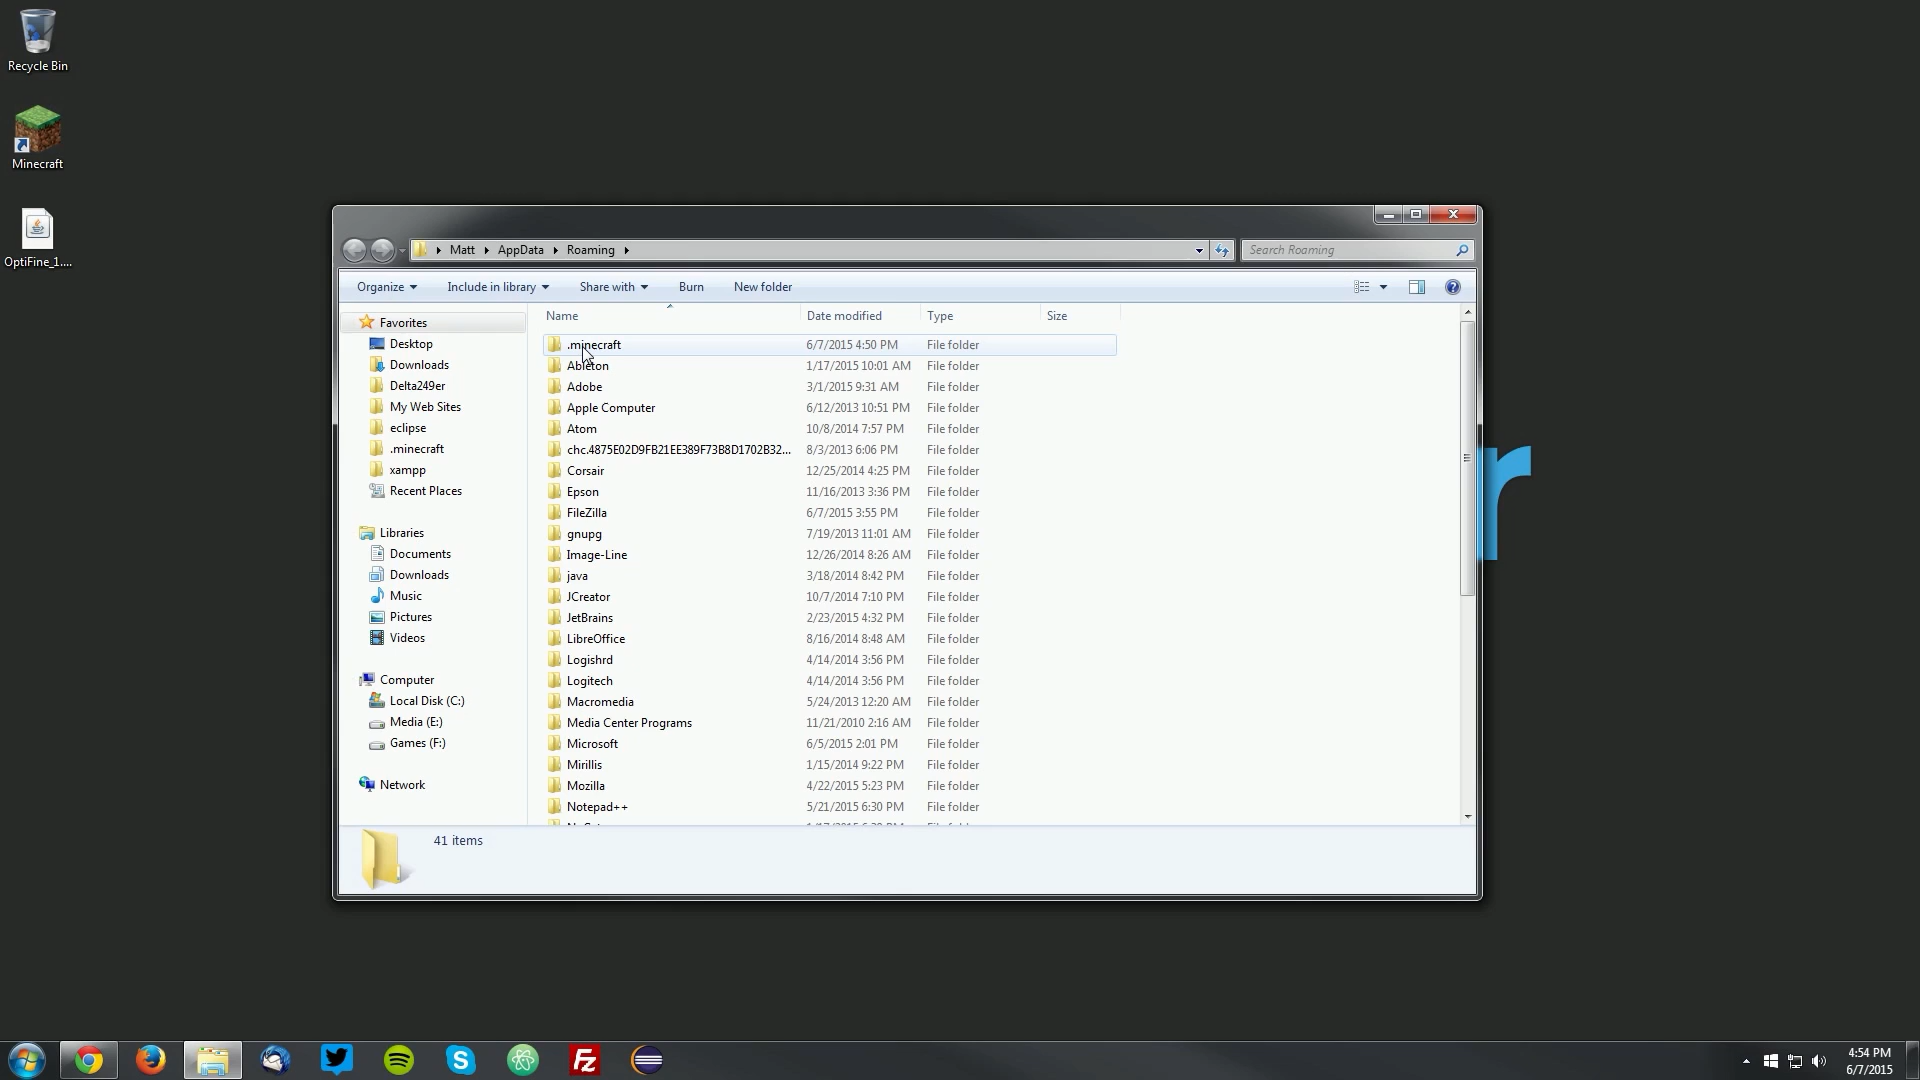 Recycle Bin
Minecraft
OptiFine_1....
Matt AppData Roaming
Search Roaming
Organize Include in library Share with Burn New folder
Name Date modified Type Size
Favorites
Desktop
Downloads
Delta249er
My Web Sites
eclipse
.minecraft
xampp
Recent Places
Libraries
Documents
Downloads
Music
Pictures
Videos
Computer
Local Disk (C:)
Media (E:)
Games (F:)
Network
.minecraft 6/7/2015 4:50 PM File folder
Ableton 1/17/2015 10:01 AM File folder
Adobe 3/1/2015 9:31 AM File folder
Apple Computer 6/12/2013 10:51 PM File folder
Atom 10/8/2014 7:57 PM File folder
chc.4875E02D9FB21EE389F73B8D1702B32... 8/3/2013 6:06 PM File folder
Corsair 12/25/2014 4:25 PM File folder
Epson 11/16/2013 3:36 PM File folder
FileZilla 6/7/2015 3:55 PM File folder
gnupg 7/19/2013 11:01 AM File folder
Image-Line 12/26/2014 8:26 AM File folder
java 3/18/2014 8:42 PM File folder
JCreator 10/7/2014 7:10 PM File folder
JetBrains 2/23/2015 4:32 PM File folder
LibreOffice 8/16/2014 8:48 AM File folder
Logishrd 4/14/2014 3:56 PM File folder
Logitech 4/14/2014 3:56 PM File folder
Macromedia 5/24/2013 12:20 AM File folder
Media Center Programs 11/21/2010 2:16 AM File folder
Microsoft 6/5/2015 2:01 PM File folder
Mirillis 1/15/2014 9:22 PM File folder
Mozilla 4/22/2015 5:23 PM File folder
Notepad++ 5/21/2015 6:30 PM File folder
41 items
r
S
Fz
4:54 PM
6/7/2015